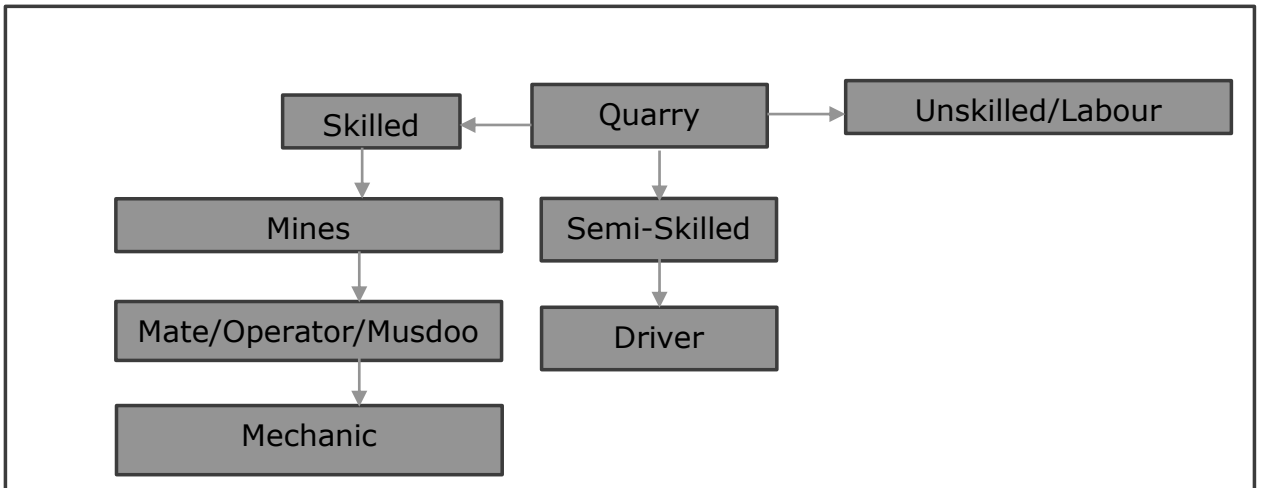 Skilled
Quarry
Unskilled/Labour
Mines
Semi-Skilled
Mate/Operator/Musdoo
Driver
Mechanic